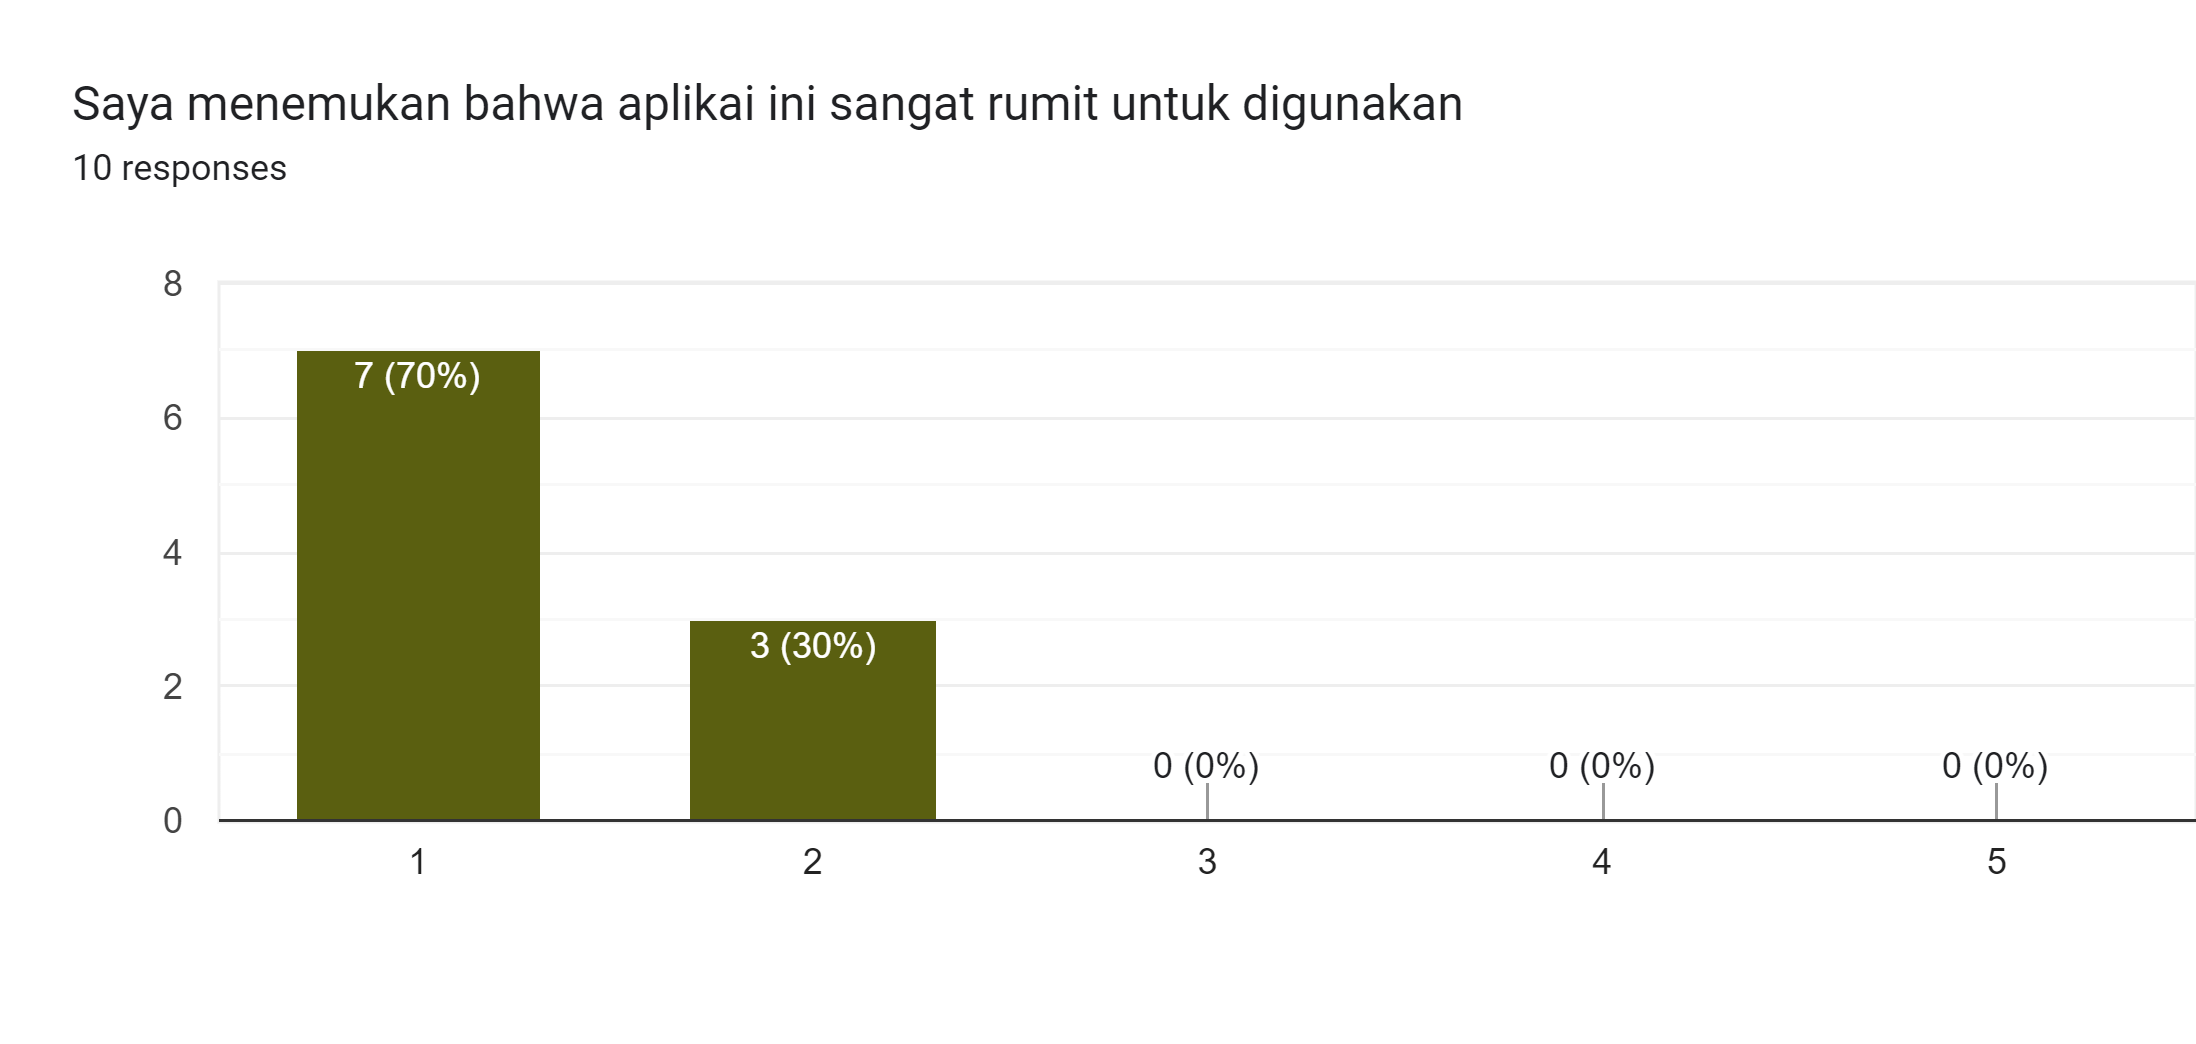 Saya menemukan bahwa aplikai ini sangat rumit untuk digunakan
10 responses
8
7 (70%)
6
4
3 (30%)
2
0 (0%) 0 (0%) 0 (0%)
0
1 2 3 4 5